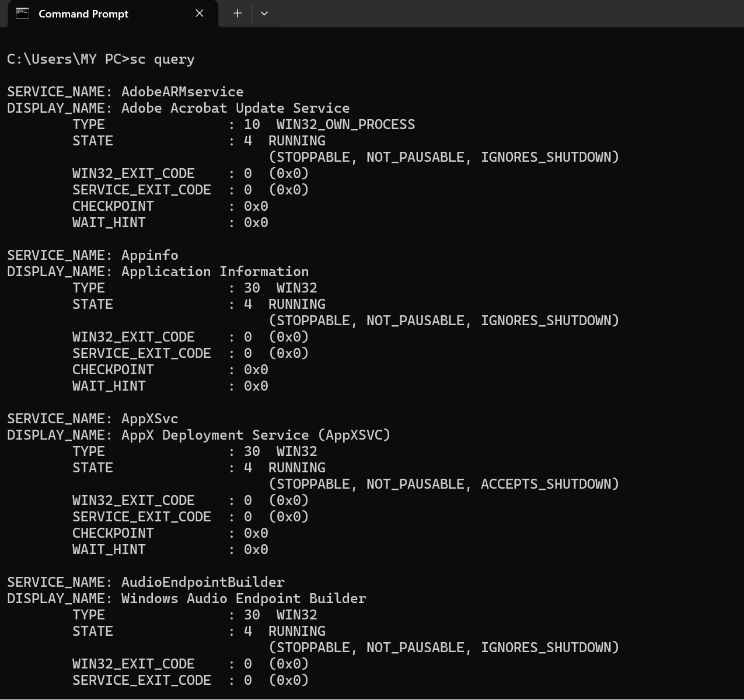 Command Prompt
C:\Users\MY PC>sc query
SERVICE_NAME: AdobeARMservice
DISPLAY_NAME: Adobe Acrobat Update Service
        TYPE               : 10  WIN32_OWN_PROCESS
        STATE              : 4  RUNNING
                                (STOPPABLE, NOT_PAUSABLE, IGNORES_SHUTDOWN)
        WIN32_EXIT_CODE    : 0  (0x0)
        SERVICE_EXIT_CODE  : 0  (0x0)
        CHECKPOINT         : 0x0
        WAIT_HINT          : 0x0
SERVICE_NAME: Appinfo
DISPLAY_NAME: Application Information
        TYPE               : 30  WIN32
        STATE              : 4  RUNNING
                                (STOPPABLE, NOT_PAUSABLE, IGNORES_SHUTDOWN)
        WIN32_EXIT_CODE    : 0  (0x0)
        SERVICE_EXIT_CODE  : 0  (0x0)
        CHECKPOINT         : 0x0
        WAIT_HINT          : 0x0
SERVICE_NAME: AppXSvc
DISPLAY_NAME: AppX Deployment Service (AppXSVC)
        TYPE               : 30  WIN32
        STATE              : 4  RUNNING
                                (STOPPABLE, NOT_PAUSABLE, ACCEPTS_SHUTDOWN)
        WIN32_EXIT_CODE    : 0  (0x0)
        SERVICE_EXIT_CODE  : 0  (0x0)
        CHECKPOINT         : 0x0
        WAIT_HINT          : 0x0
SERVICE_NAME: AudioEndpointBuilder
DISPLAY_NAME: Windows Audio Endpoint Builder
        TYPE               : 30  WIN32
        STATE              : 4  RUNNING
                                (STOPPABLE, NOT_PAUSABLE, IGNORES_SHUTDOWN)
        WIN32_EXIT_CODE    : 0  (0x0)
        SERVICE_EXIT_CODE  : 0  (0x0)